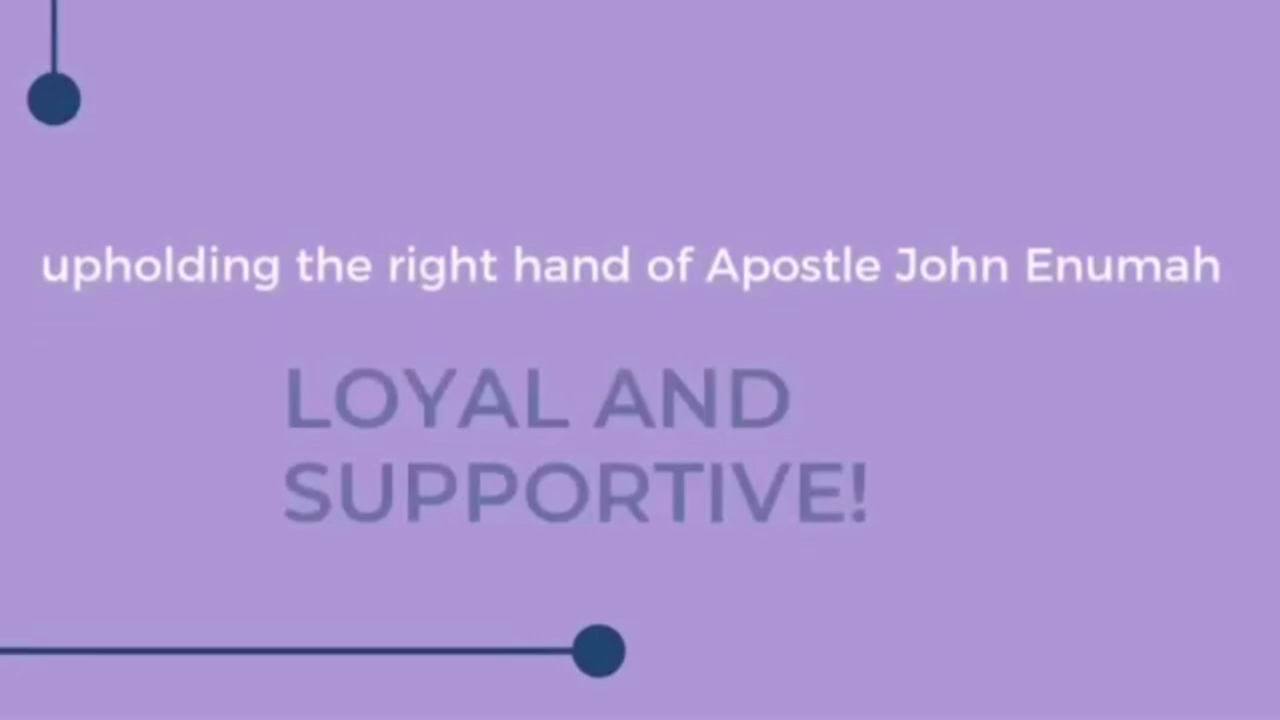 upholding the right hand of Apostle John Enumah
LOYAL AND
SUPPORTIVE!